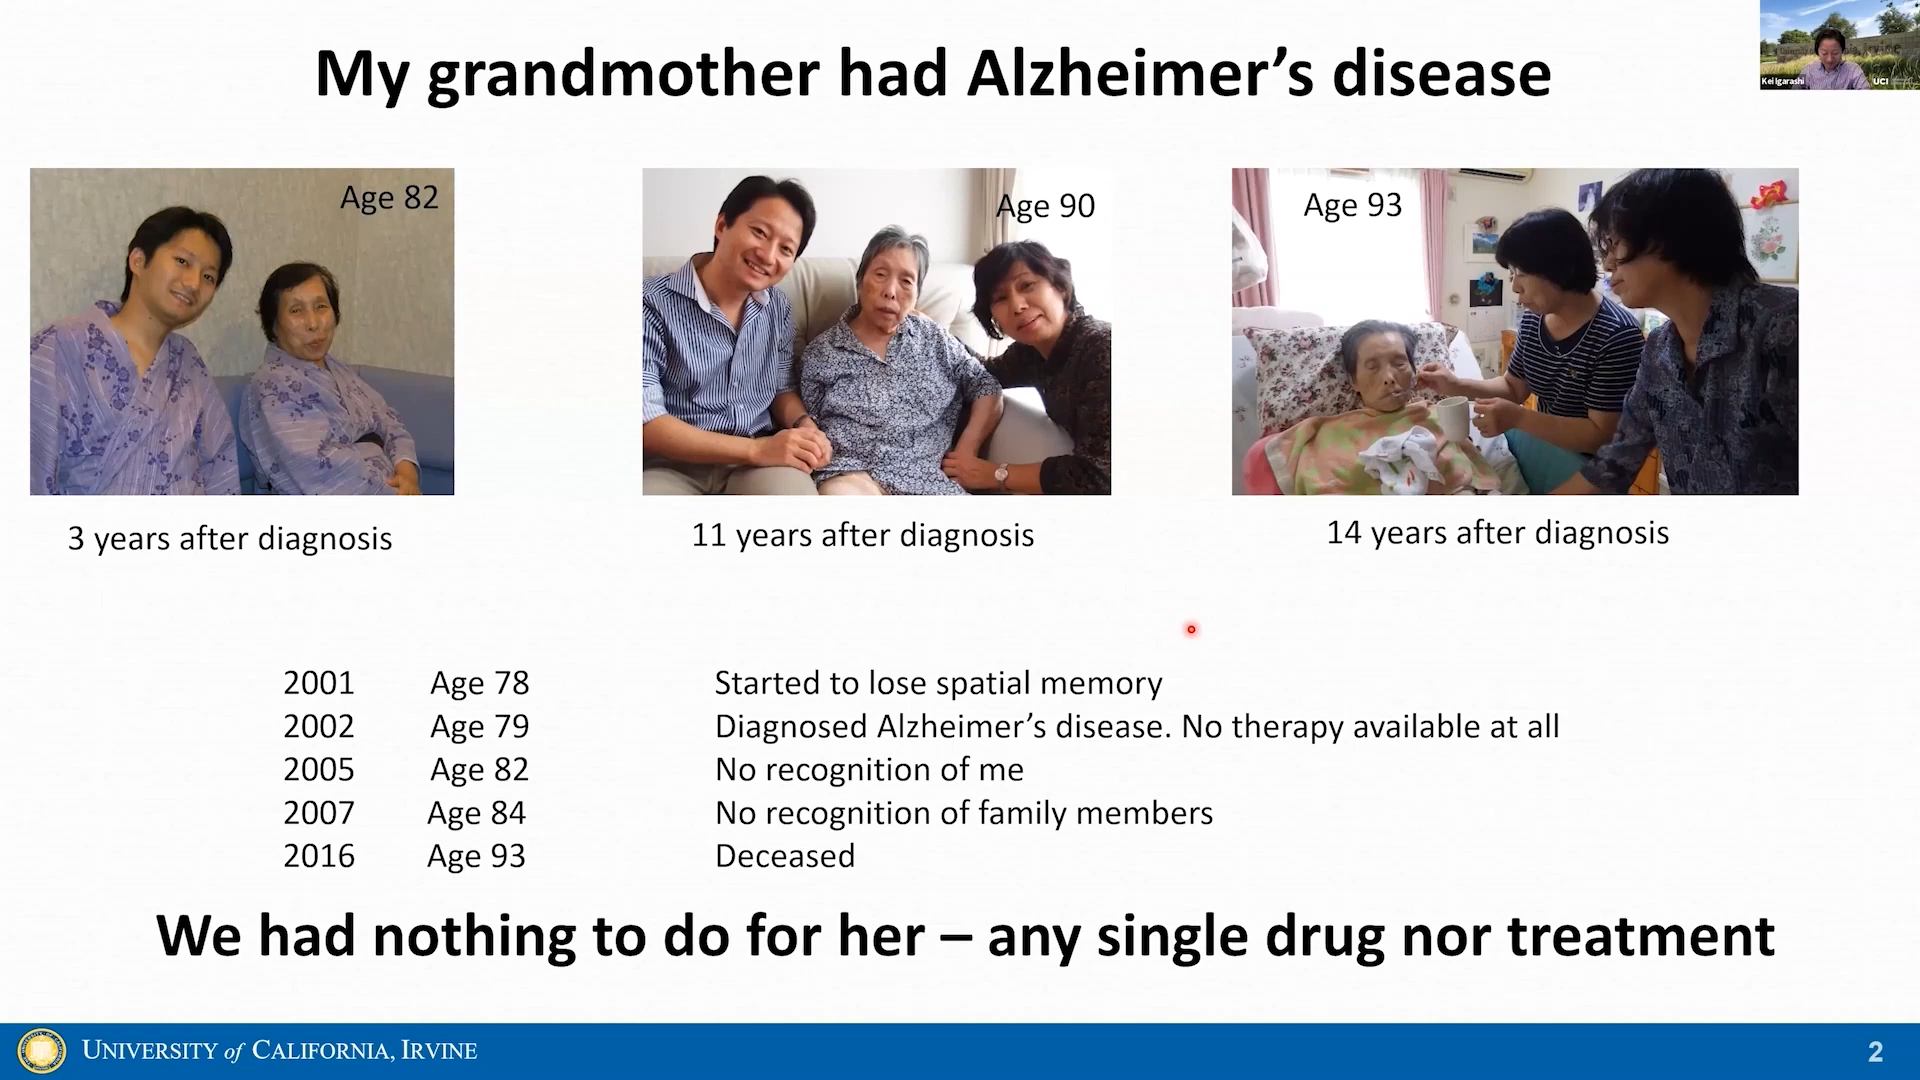 My grandmother had Alzheimer’s disease
Kei Igarashi
UCI
Age 82
Age 90
Age 93
3 years after diagnosis
11 years after diagnosis
14 years after diagnosis
2001 Age 78 Started to lose spatial memory
2002 Age 79 Diagnosed Alzheimer’s disease. No therapy available at all
2005 Age 82 No recognition of me
2007 Age 84 No recognition of family members
2016 Age 93 Deceased
We had nothing to do for her – any single drug nor treatment
UNIVERSITY of CALIFORNIA, IRVINE
2